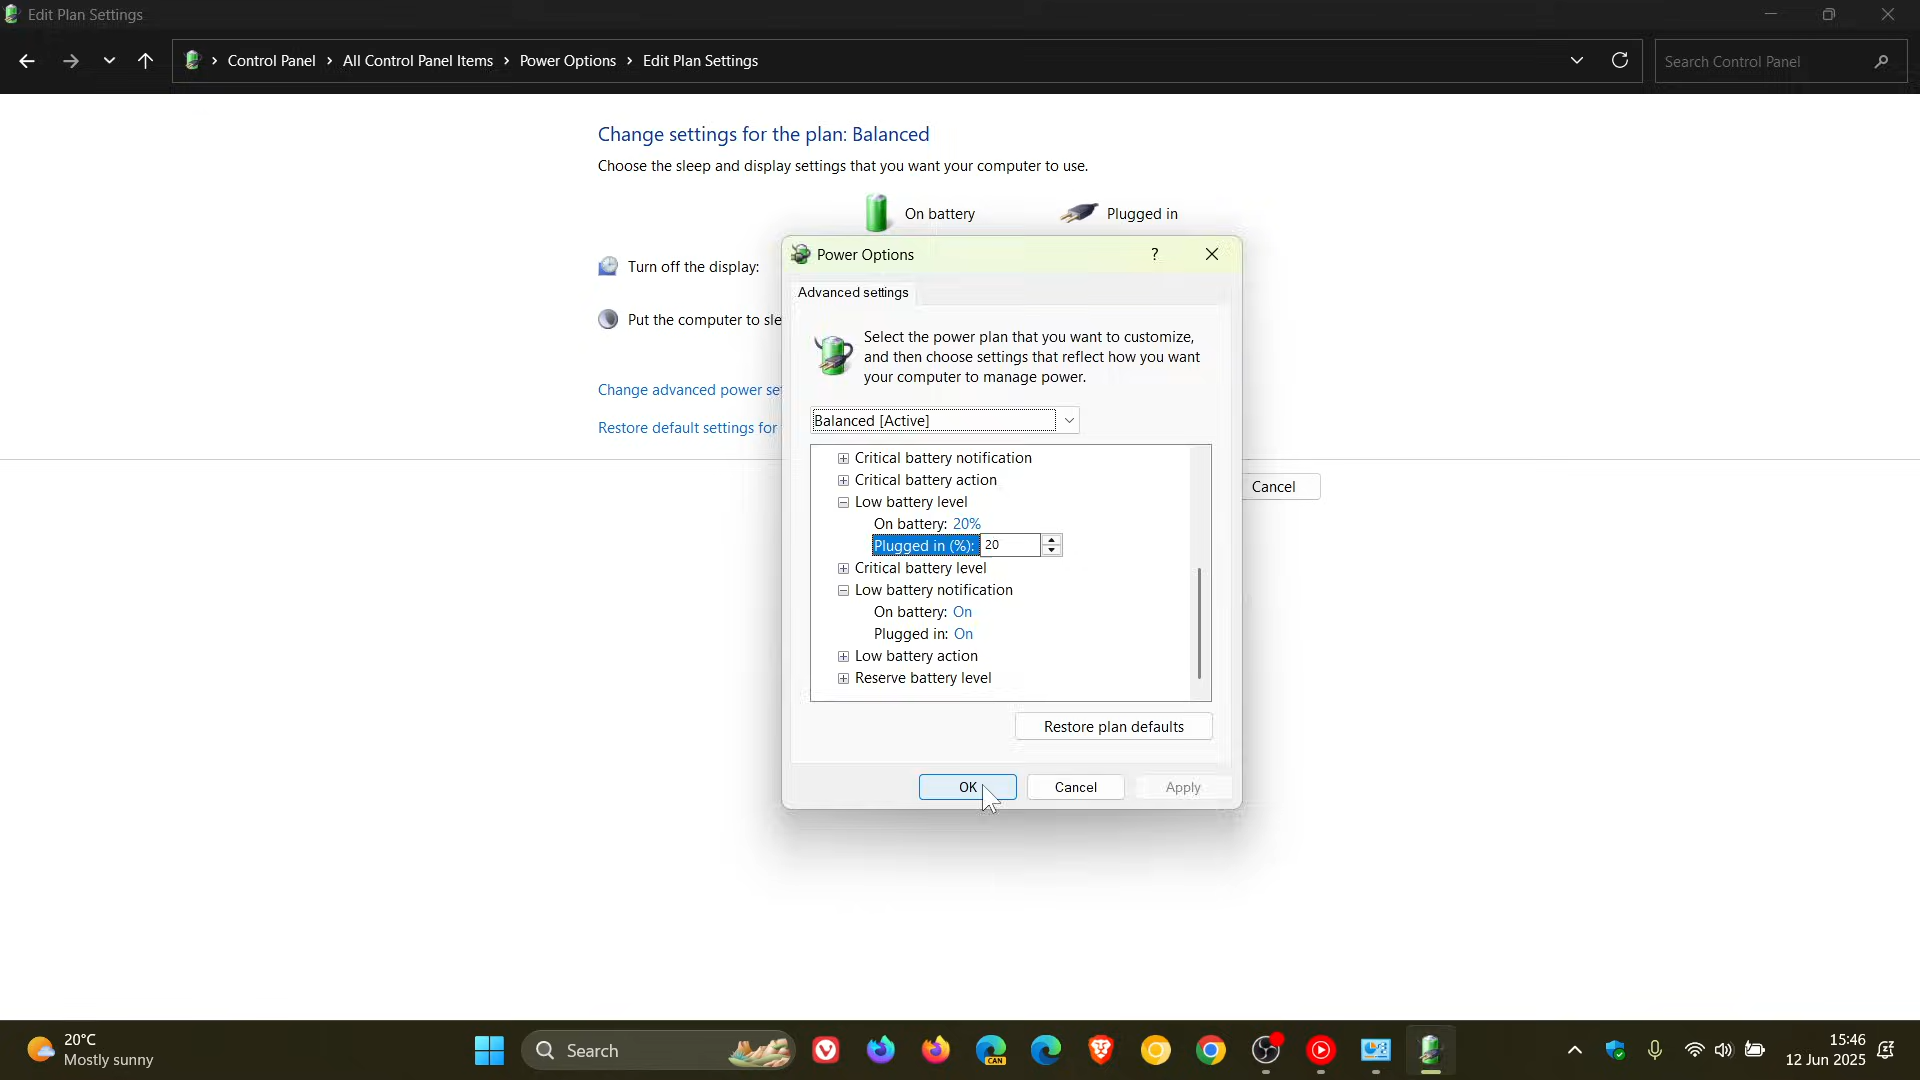 Edit Plan Settings
Control Panel › All Control Panel Items › Power Options › Edit Plan Settings
Search Control Panel
Change settings for the plan: Balanced
Choose the sleep and display settings that you want your computer to use.
On battery
Plugged in
Turn off the display:
Put the computer to sle
Change advanced power se
Restore default settings for
Cancel
Power Options
?
Advanced settings
Select the power plan that you want to customize,
and then choose settings that reflect how you want
your computer to manage power.
Balanced [Active]
Critical battery notification
Critical battery action
Low battery level
On battery: 20%
Plugged in (%): 20
Critical battery level
Low battery notification
On battery: On
Plugged in: On
Low battery action
Reserve battery level
Restore plan defaults
OK
Cancel
Apply
20°C
Mostly sunny
Search
CAN
15:46
12 Jun 2025